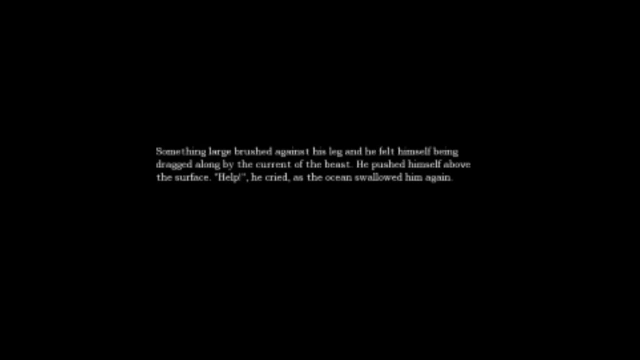 Something large brushed against his leg and he felt himself being
dragged along by the current of the beast. He pushed himself above
the surface. "Help!", he cried, as the ocean swallowed him again.